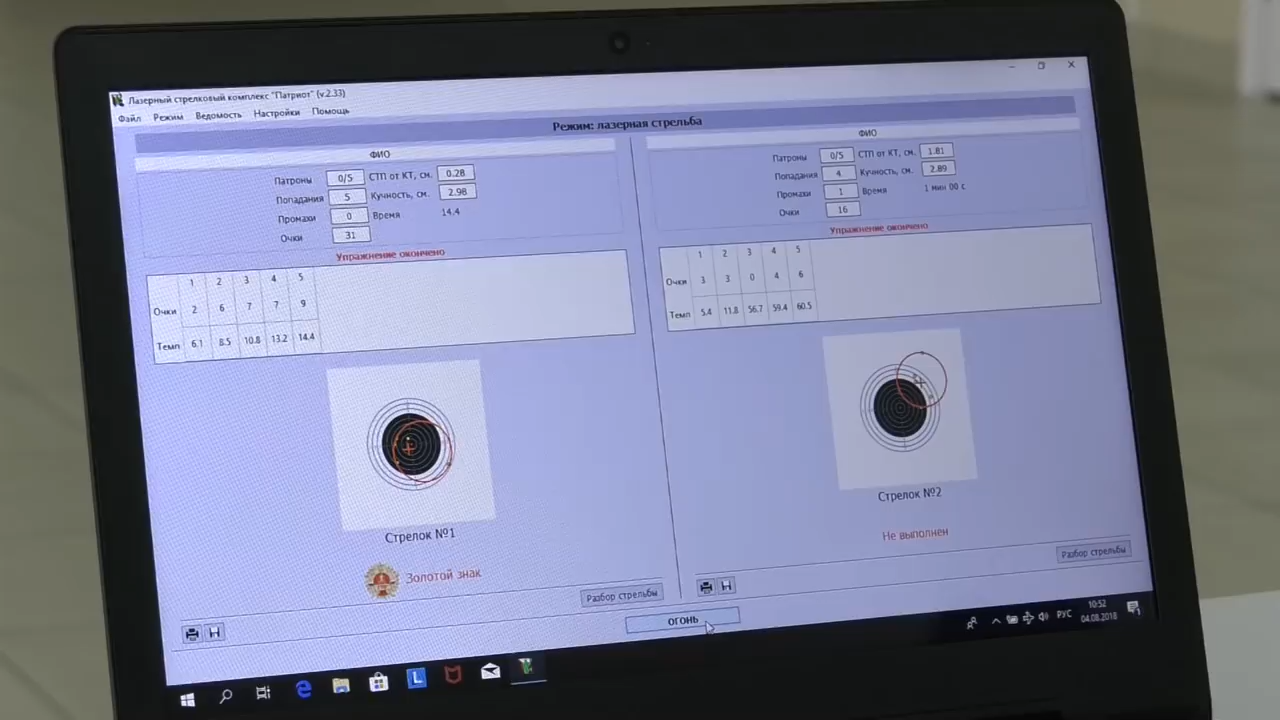 Лазерный стрелковый комплекс "Патриот" (v.2.33)
Файл Режим Ведомость Настройки Помощь
Режим: лазерная стрельба
ФИО
Патроны 0/5 СТП от КТ, см. 0.28
Попадания 5 Кучность, см. 2.98
Промахи 0 Время 14.4
Очки 31
Упражнение окончено
1 2 3 4 5
Очки 2 6 7 7 9
Темп 6.1 8.5 10.8 13.2 14.4
Стрелок №1
Золотой знак
Разбор стрельбы
ФИО
Патроны 0/5 СТП от КТ, см. 1.81
Попадания 4 Кучность, см. 2.89
Промахи 1 Время 1 мин 00 с
Очки 16
Упражнение окончено
1 2 3 4 5
Очки 3 3 0 4 6
Темп 5.4 11.8 56.7 59.4 60.5
Стрелок №2
Не выполнен
Разбор стрельбы
ОГОНЬ
L
РУС
10:52
04.08.2018